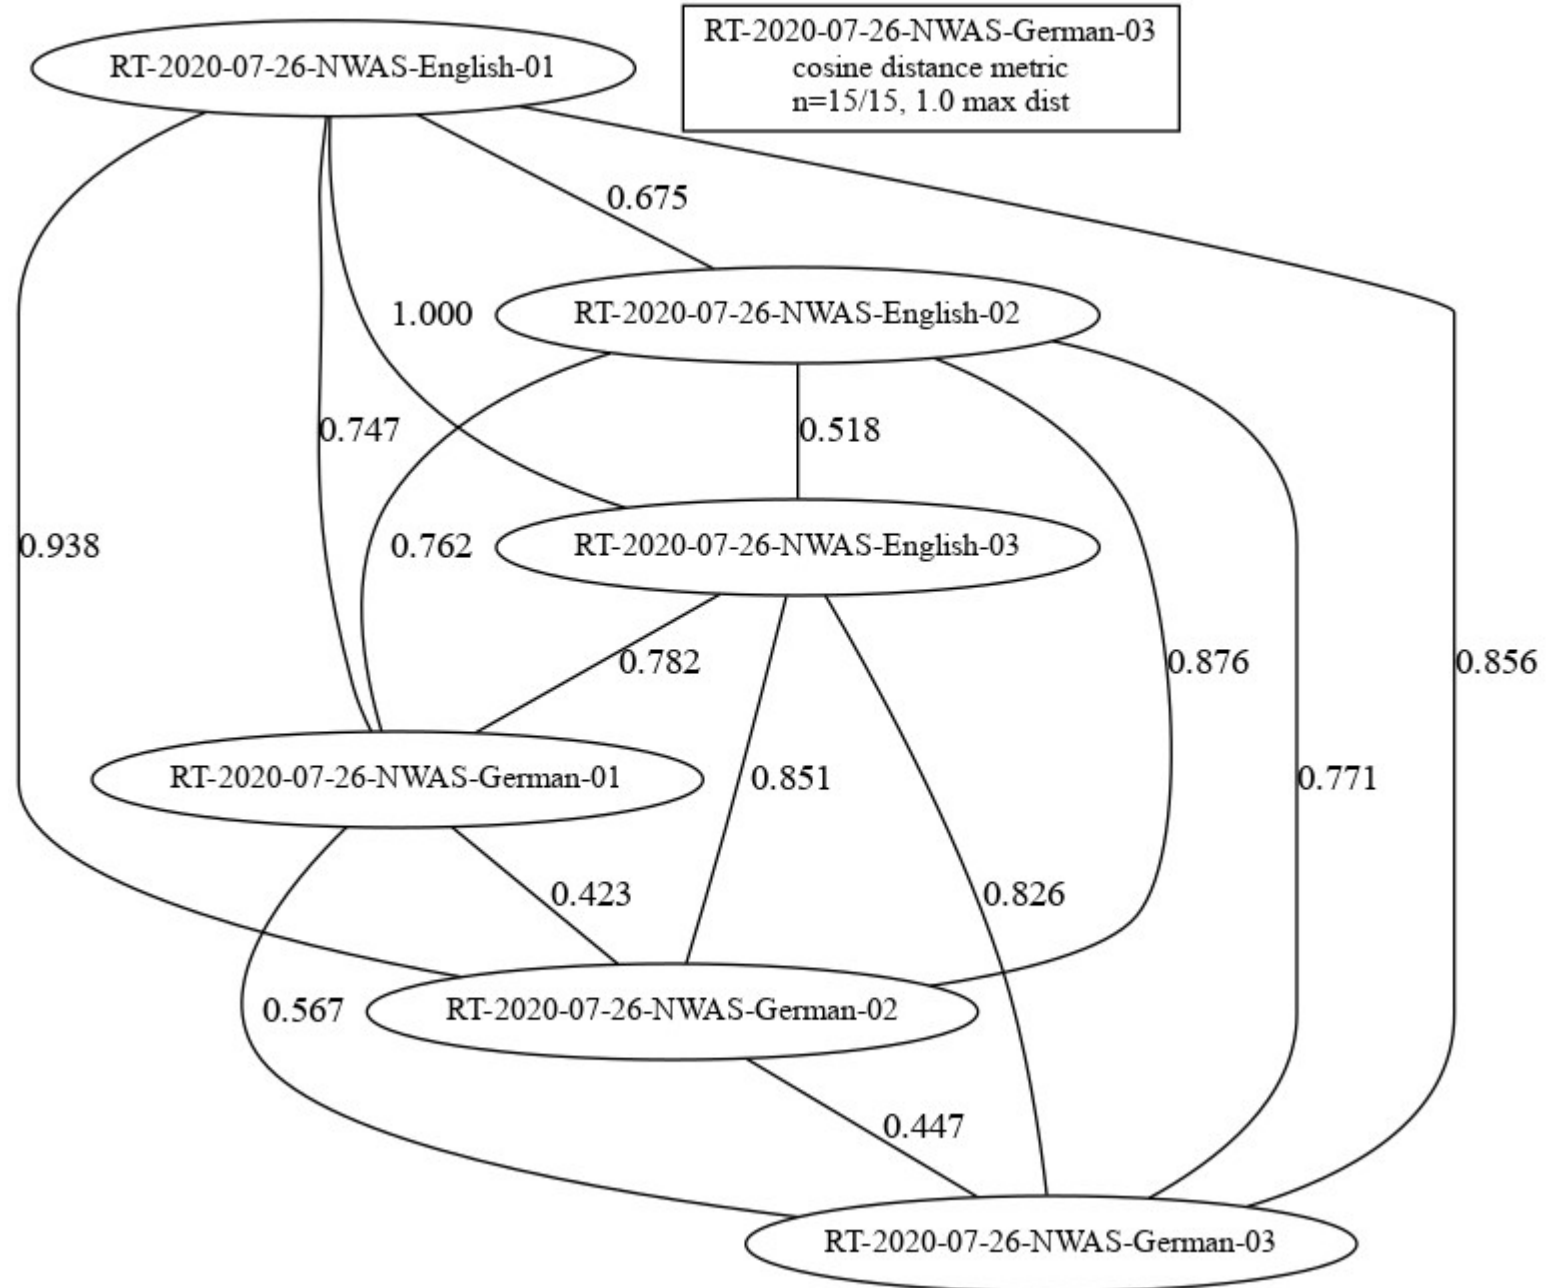 RT-2020-07-26-NWAS-German-03
cosine distance metric
n=15/15, 1.0 max dist
RT-2020-07-26-NWAS-English-01
0.675
1.000
RT-2020-07-26-NWAS-English-02
0.747
0.518
0.938
0.762
RT-2020-07-26-NWAS-English-03
0.782
0.876
0.856
RT-2020-07-26-NWAS-German-01
0.851
0.771
0.423
0.826
0.567
RT-2020-07-26-NWAS-German-02
0.447
RT-2020-07-26-NWAS-German-03